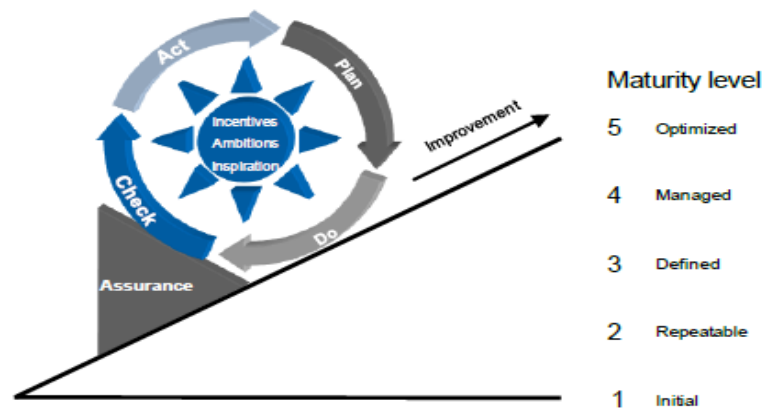 Act
Plan
Incentives
Ambitions
Inspiration
Check
Do
Assurance
Improvement
Maturity level
5 Optimized
4 Managed
3 Defined
2 Repeatable
1 Initial